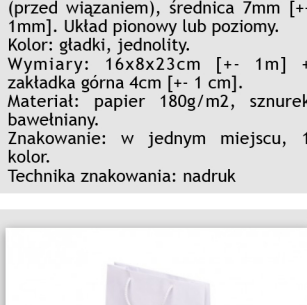 (przed wiązaniem), średnica 7mm [+-
1mm]. Układ pionowy lub poziomy.
Kolor: gładki, jednolity.
Wymiary: 16x8x23cm [+- 1m] +
zakładka górna 4cm [+- 1 cm].
Materiał: papier 180g/m2, sznurek
bawełniany.
Znakowanie: w jednym miejscu, 1
kolor.
Technika znakowania: nadruk